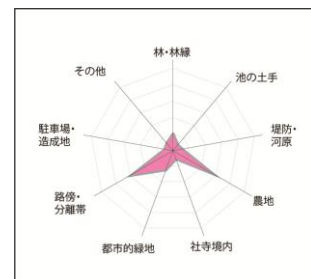 林・林縁
池の土手
堤防・
河原
農地
社寺境内
都市的緑地
路傍・
分離帯
駐車場・
造成地
その他